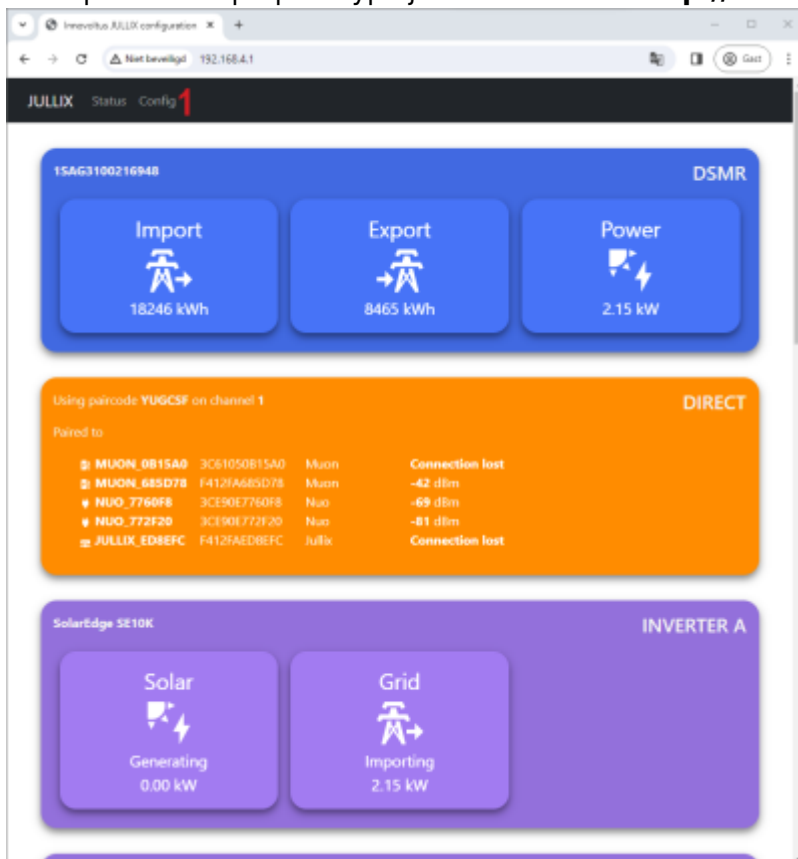 Innovoltus JULLIX configuration
Niet beveiligd 192.168.4.1 Gast
JULLIX Status Config 1
1SAG3100216948 DSMR
Import Export Power
18246 kWh 8465 kWh 2.15 kW
Using paircode YUGCSF on channel 1 DIRECT
Paired to
MUON_0B15A0 3C61050B15A0 Muon Connection lost
MUON_685D78 F412FA685D78 Muon -42 dBm
NUO_7760F8 3CE90E7760F8 Nuo -69 dBm
NUO_772F20 3CE90E772F20 Nuo -81 dBm
JULLIX_ED8EFC F412FAED8EFC Jullix Connection lost
SolarEdge SE10K INVERTER A
Solar Grid
Generating Importing
0.00 kW 2.15 kW